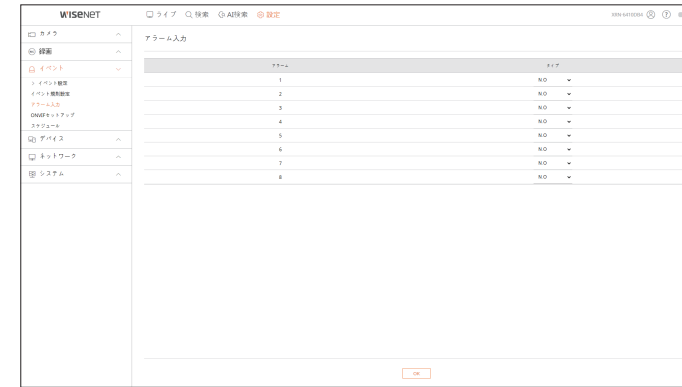 WISENET
ライブ 検索 AI検索 設定
カメラ
録画
イベント
> イベント設定
イベント規則設定
アラーム入力
ONVIFセットアップ
スケジュール
デバイス
ネットワーク
システム
アラーム入力
アラーム タイプ
1 N.O
2 N.O
3 N.O
4 N.O
5 N.O
6 N.O
7 N.O
8 N.O
OK